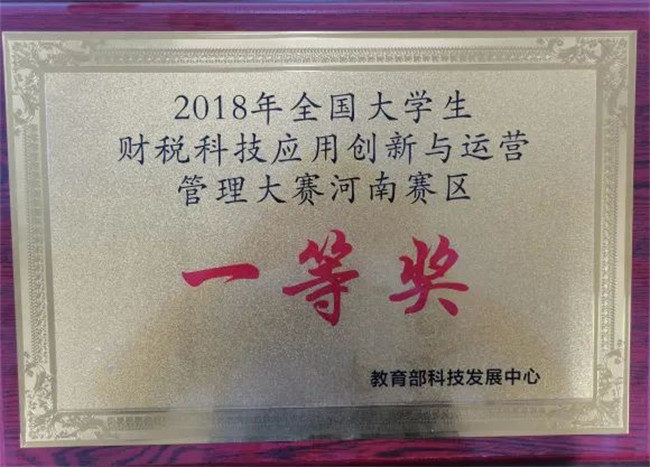 2018年全国大学生
财税科技应用创新与运营
管理大赛河南赛区
一等奖
教育部科技发展中心